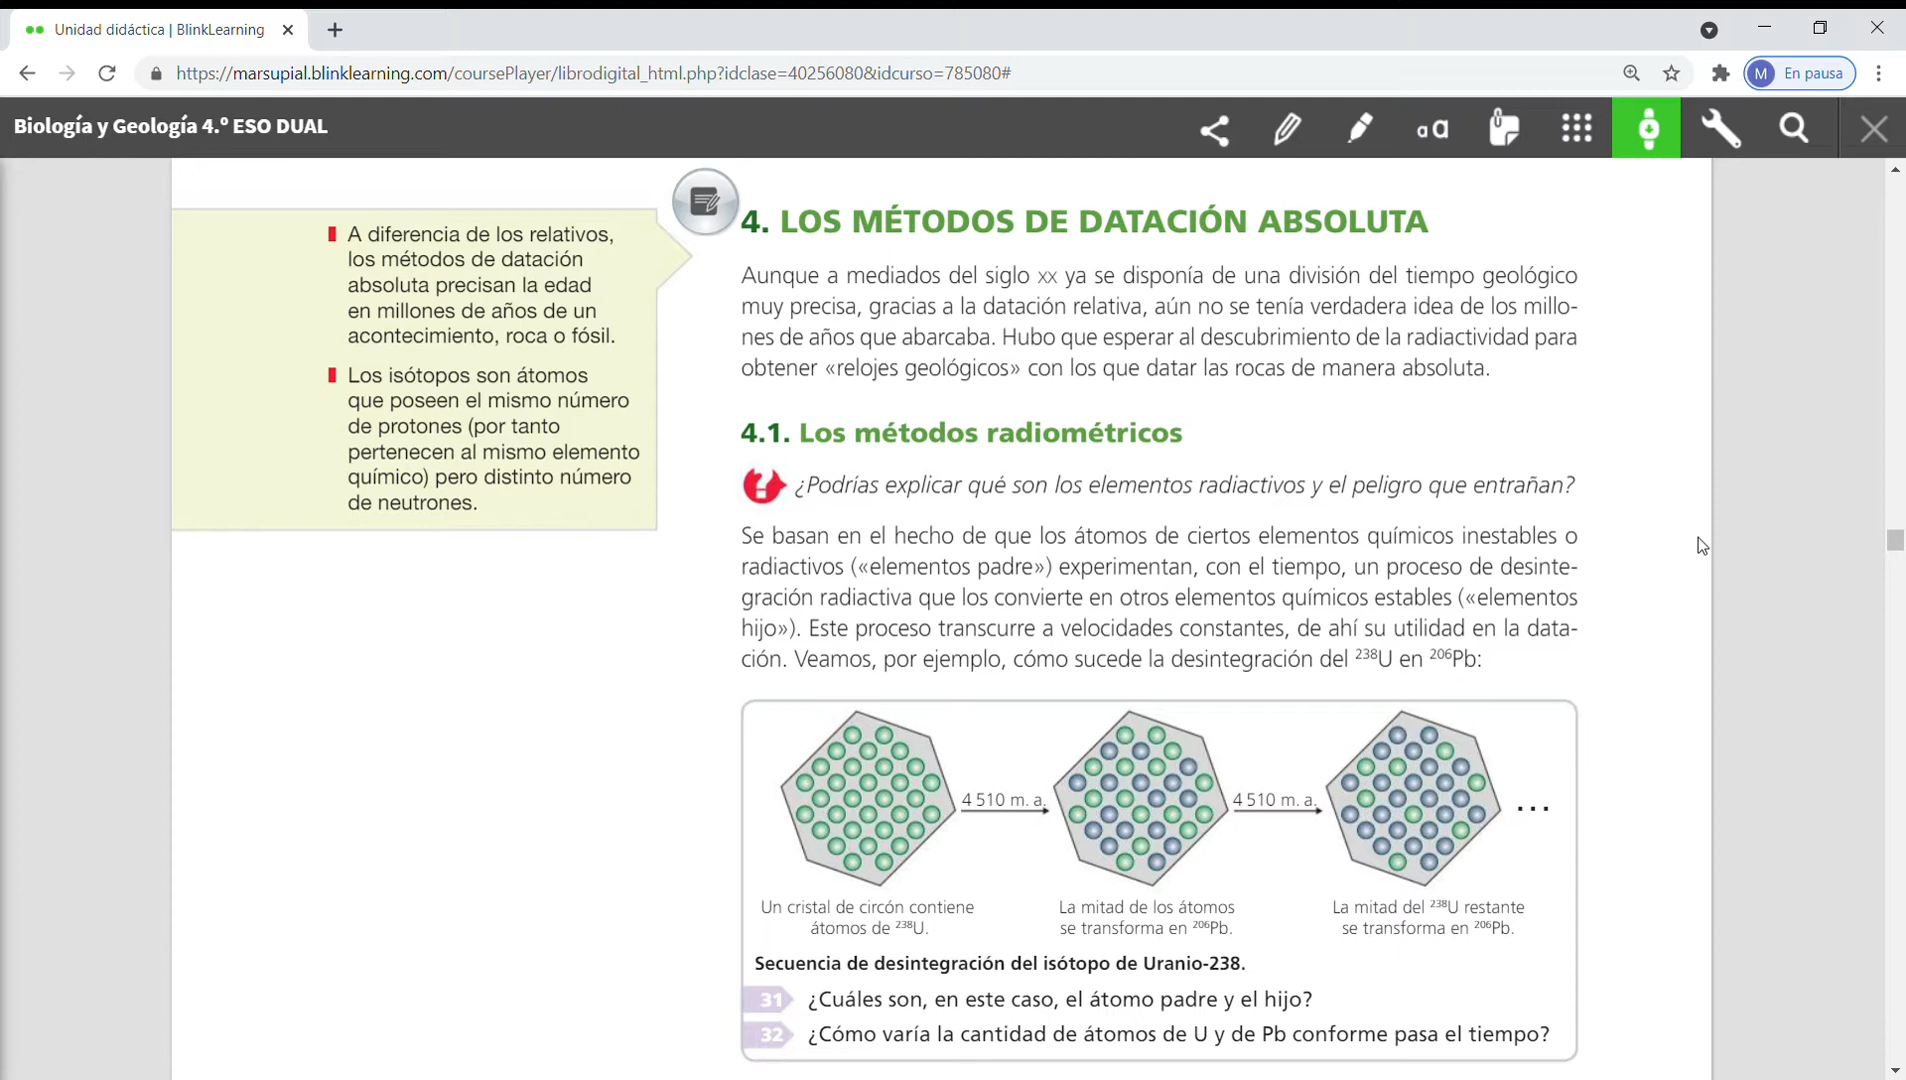 Unidad didáctica | BlinkLearning
https://marsupial.blinklearning.com/coursePlayer/librodigital_html.php?idclase=40256080&idcurso=785080#
M En pausa
Biología y Geología 4.º ESO DUAL
a a
A diferencia de los relativos,
los métodos de datación
absoluta precisan la edad
en millones de años de un
acontecimiento, roca o fósil.
Los isótopos son átomos
que poseen el mismo número
de protones (por tanto
pertenecen al mismo elemento
químico) pero distinto número
de neutrones.
4. LOS MÉTODOS DE DATACIÓN ABSOLUTA
Aunque a mediados del siglo XX ya se disponía de una división del tiempo geológico
muy precisa, gracias a la datación relativa, aún no se tenía verdadera idea de los millo-
nes de años que abarcaba. Hubo que esperar al descubrimiento de la radiactividad para
obtener «relojes geológicos» con los que datar las rocas de manera absoluta.
4.1. Los métodos radiométricos
¿Podrías explicar qué son los elementos radiactivos y el peligro que entrañan?
Se basan en el hecho de que los átomos de ciertos elementos químicos inestables o
radiactivos («elementos padre») experimentan, con el tiempo, un proceso de desinte-
gración radiactiva que los convierte en otros elementos químicos estables («elementos
hijo»). Este proceso transcurre a velocidades constantes, de ahí su utilidad en la data-
ción. Veamos, por ejemplo, cómo sucede la desintegración del ²³⁸U en ²⁰⁶Pb:
4 510 m. a.
4 510 m. a.
...
Un cristal de circón contiene
átomos de ²³⁸U.
La mitad de los átomos
se transforma en ²⁰⁶Pb.
La mitad del ²³⁸U restante
se transforma en ²⁰⁶Pb.
Secuencia de desintegración del isótopo de Uranio-238.
31 ¿Cuáles son, en este caso, el átomo padre y el hijo?
32 ¿Cómo varía la cantidad de átomos de U y de Pb conforme pasa el tiempo?